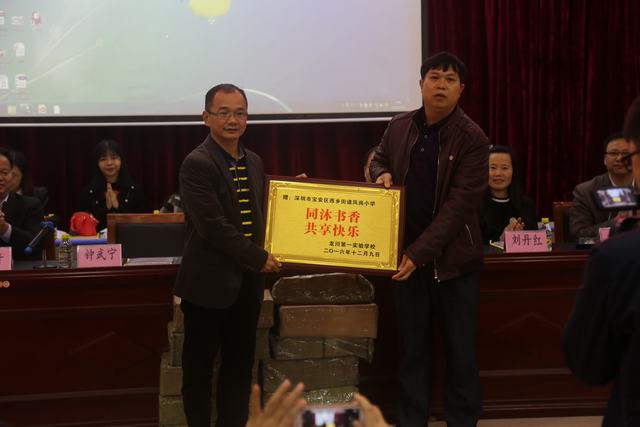 赠：深圳市宝安区西乡街道凤岗小学
同沐书香
共享快乐
龙川第一实验学校
二〇一六年十二月九日
钟武宁
刘丹红